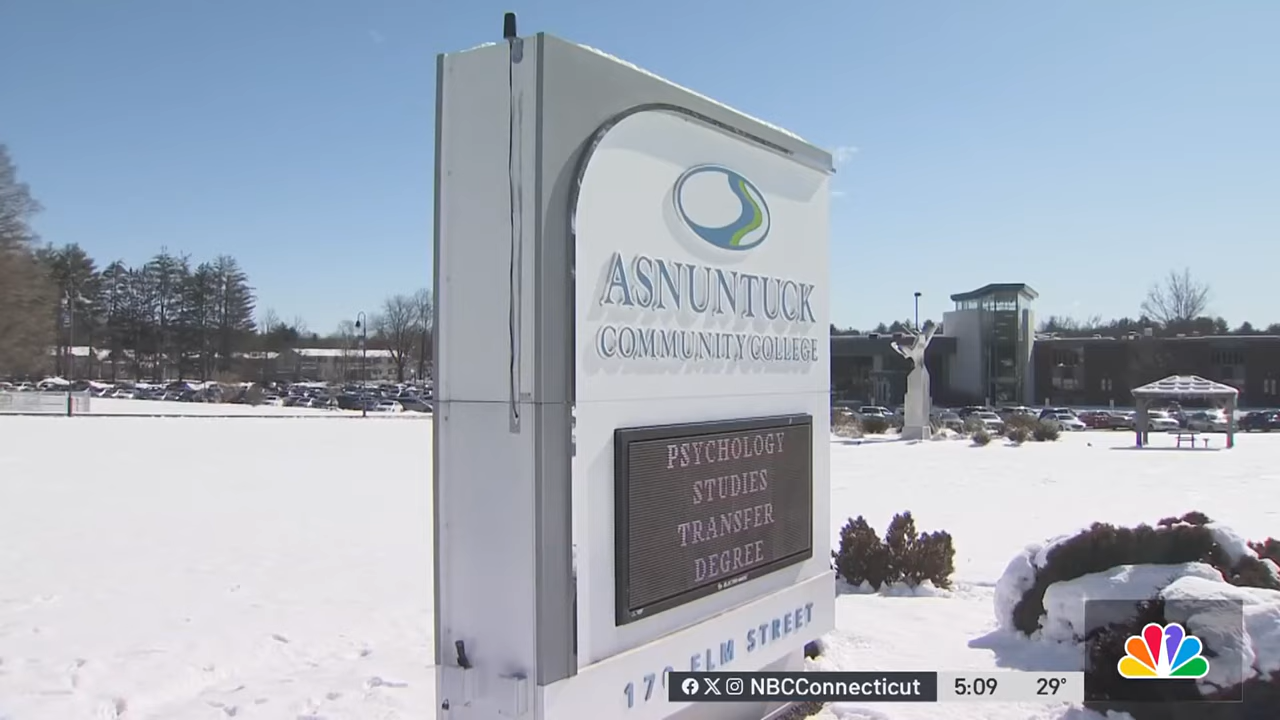 ASNUNTUCK
COMMUNITY COLLEGE
PSYCHOLOGY
STUDIES
TRANSFER
DEGREE
ELM STREET
NBCConnecticut 5:09 29°